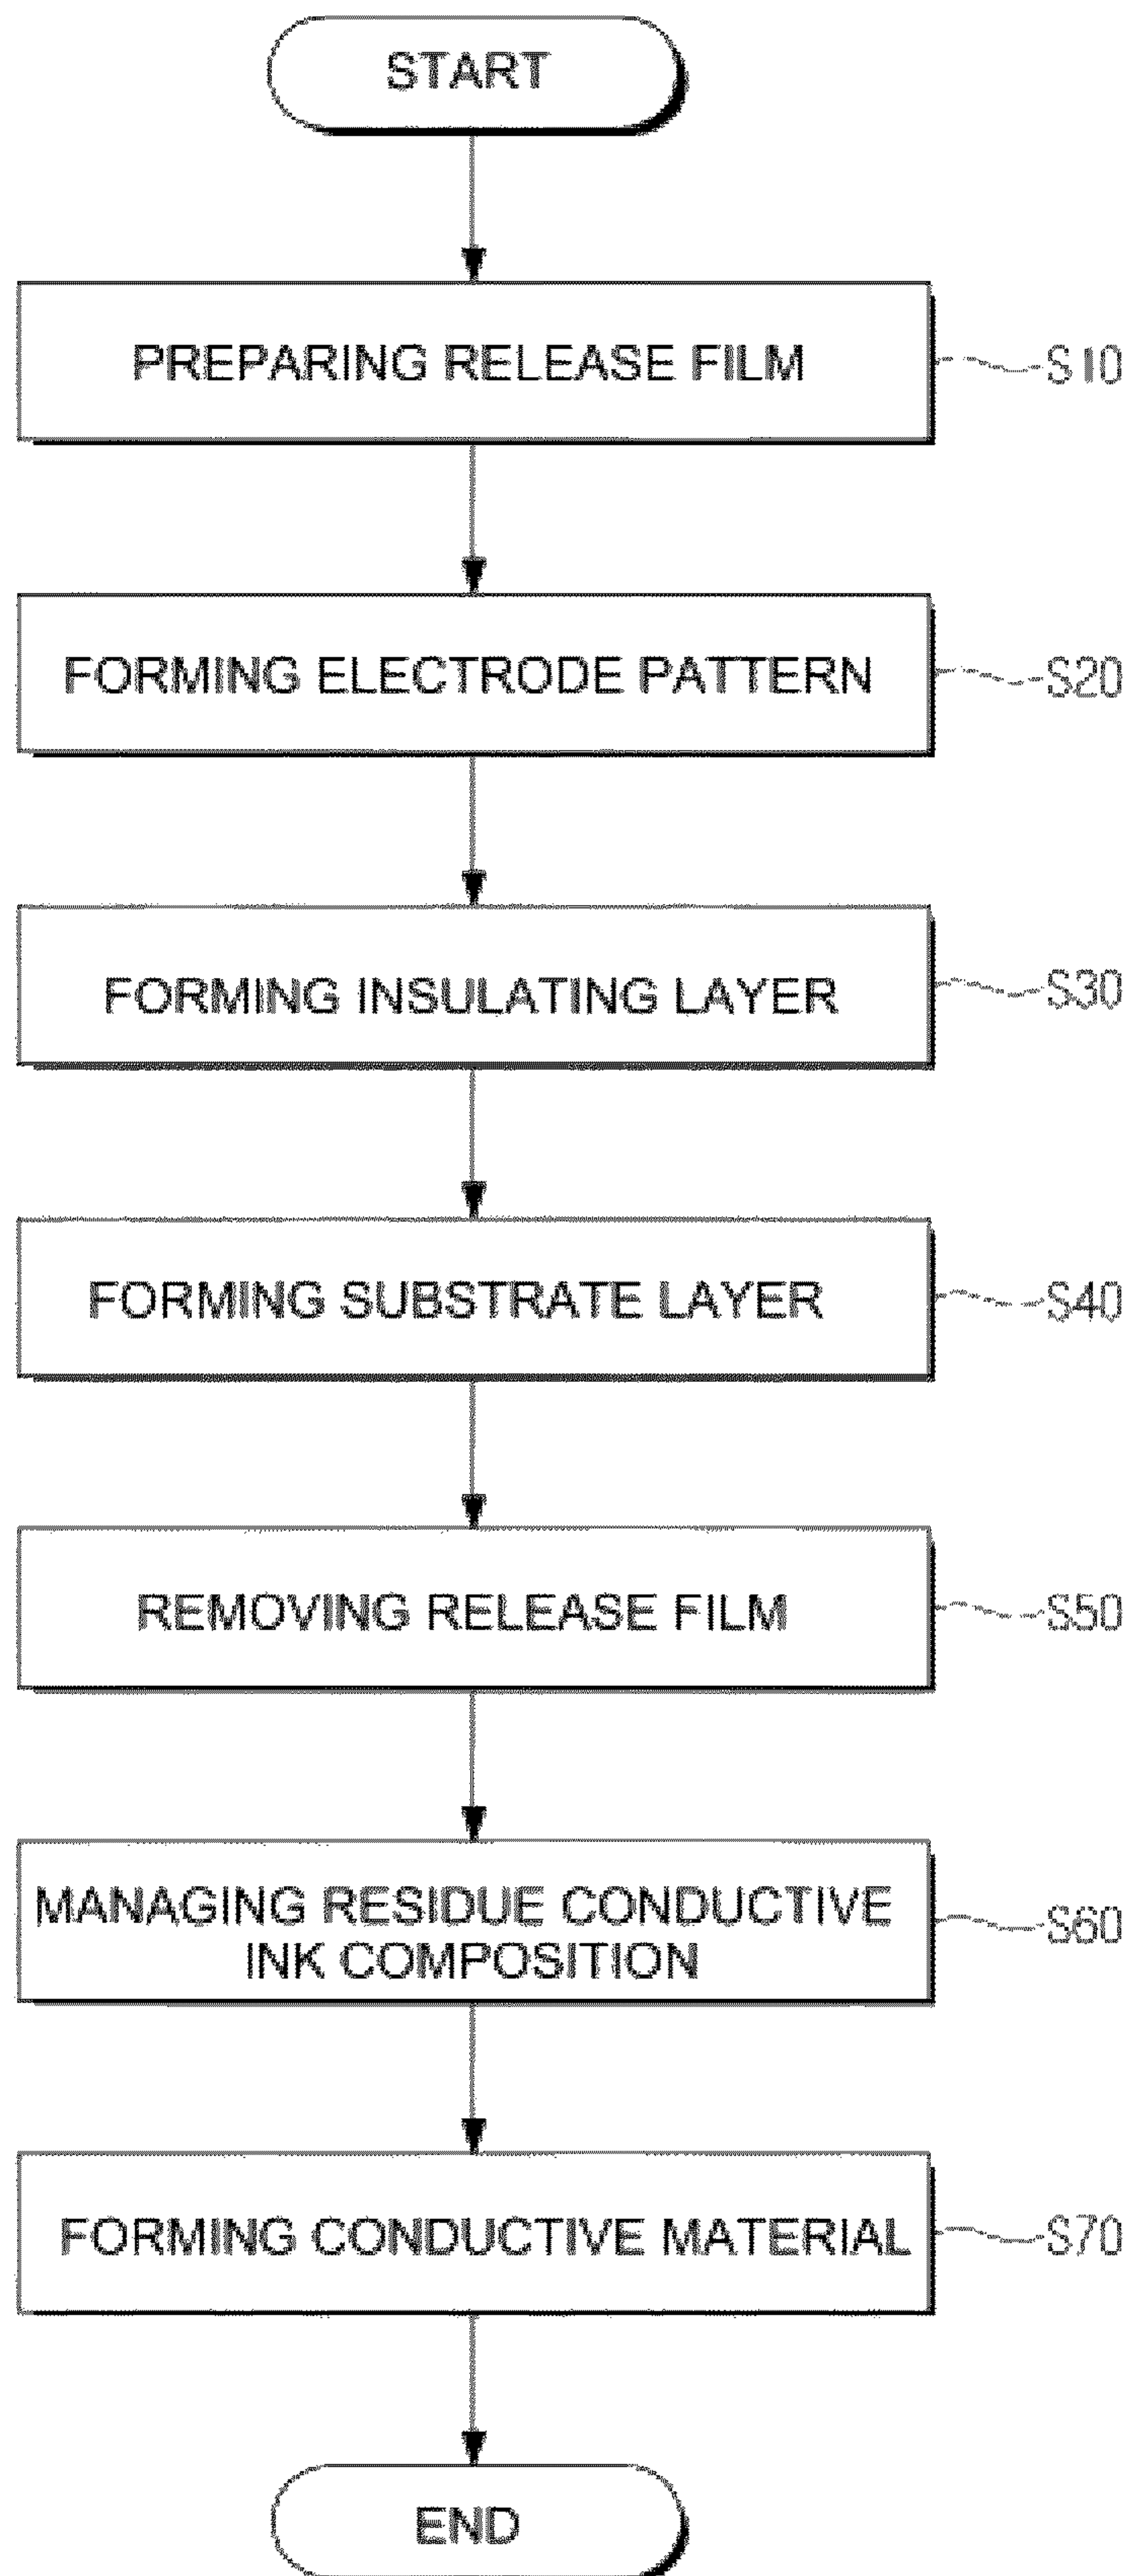 START
PREPARING RELEASE FILM
S10
FORMING ELECTRODE PATTERN
S20
FORMING INSULATING LAYER
S30
FORMING SUBSTRATE LAYER
S40
REMOVING RELEASE FILM
S50
MANAGING RESIDUE CONDUCTIVE
INK COMPOSITION
S60
FORMING CONDUCTIVE MATERIAL
S70
END